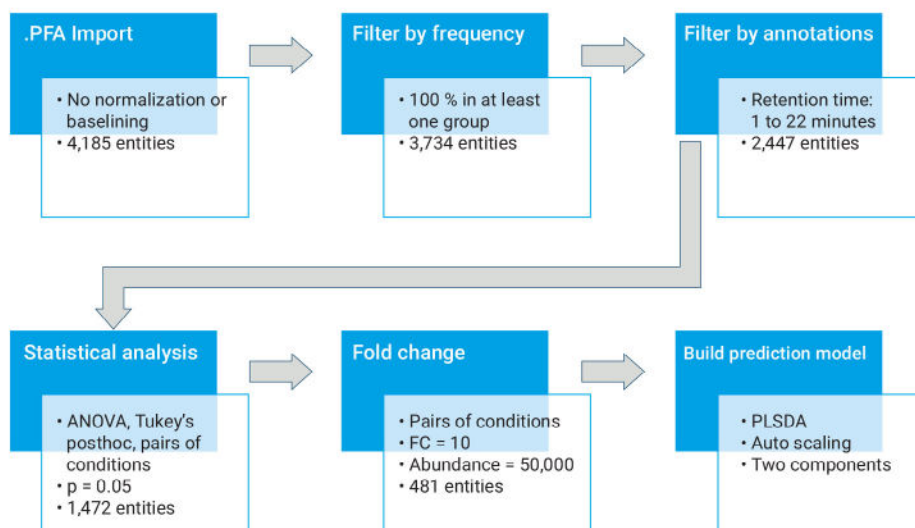 .PFA Import
• No normalization or
baselining
• 4,185 entities
Filter by frequency
• 100 % in at least
one group
• 3,734 entities
Filter by annotations
• Retention time:
1 to 22 minutes
• 2,447 entities
Statistical analysis
• ANOVA, Tukey's
posthoc, pairs of
conditions
• p = 0.05
• 1,472 entities
Fold change
• Pairs of conditions
• FC = 10
• Abundance = 50,000
• 481 entities
Build prediction model
• PLSDA
• Auto scaling
• Two components